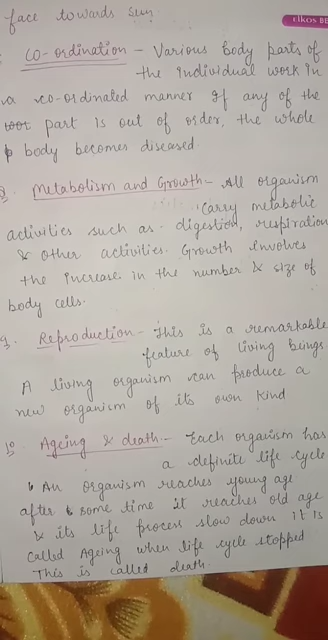 face towards sun
elkos
Co-ordination - Various body parts of
the individual work in
a co-ordinated manner If any of the
part is out of order, the whole
body becomes diseased.
Metabolism and Growth - All organism
Carry metabolic
activities such as - digestion, respiration
& other activities. Growth involves
the increase in the number & size of
body cells.
9. Reproduction - This is a remarkable
feature of living beings
A living organism can produce a
new organism of its own kind
10. Ageing & death. - Each organism has
a definite life cycle
An organism reaches young age
after some time it reaches old age
& its life process slow down it is
called Ageing when life cycle stopped
This is called death.